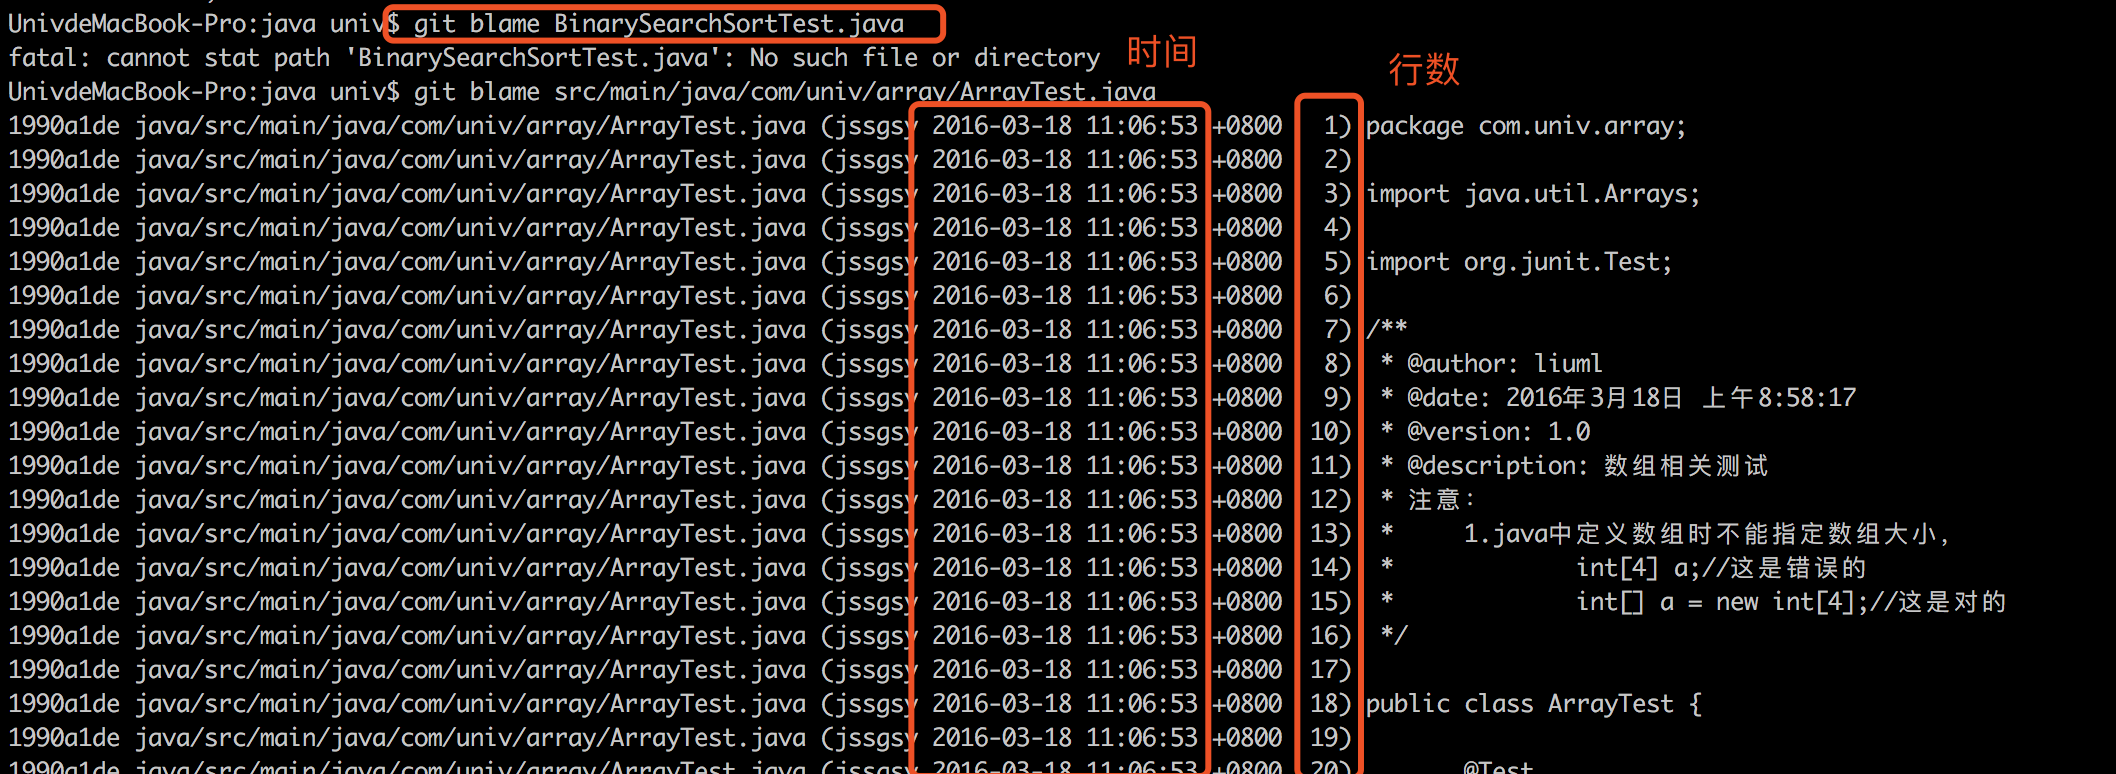 UnivdeMacBook-Pro:java univ$ git blame BinarySearchSortTest.java
fatal: cannot stat path 'BinarySearchSortTest.java': No such file or directory 时间
行数
UnivdeMacBook-Pro:java univ$ git blame src/main/java/com/univ/array/ArrayTest.java
1990a1de java/src/main/java/com/univ/array/ArrayTest.java (jssgsy 2016-03-18 11:06:53 +0800  1) package com.univ.array;
1990a1de java/src/main/java/com/univ/array/ArrayTest.java (jssgsy 2016-03-18 11:06:53 +0800  2)
1990a1de java/src/main/java/com/univ/array/ArrayTest.java (jssgsy 2016-03-18 11:06:53 +0800  3) import java.util.Arrays;
1990a1de java/src/main/java/com/univ/array/ArrayTest.java (jssgsy 2016-03-18 11:06:53 +0800  4)
1990a1de java/src/main/java/com/univ/array/ArrayTest.java (jssgsy 2016-03-18 11:06:53 +0800  5) import org.junit.Test;
1990a1de java/src/main/java/com/univ/array/ArrayTest.java (jssgsy 2016-03-18 11:06:53 +0800  6)
1990a1de java/src/main/java/com/univ/array/ArrayTest.java (jssgsy 2016-03-18 11:06:53 +0800  7) /**
1990a1de java/src/main/java/com/univ/array/ArrayTest.java (jssgsy 2016-03-18 11:06:53 +0800  8)  * @author: liuml
1990a1de java/src/main/java/com/univ/array/ArrayTest.java (jssgsy 2016-03-18 11:06:53 +0800  9)  * @date: 2016年3月18日 上午8:58:17
1990a1de java/src/main/java/com/univ/array/ArrayTest.java (jssgsy 2016-03-18 11:06:53 +0800 10)  * @version: 1.0
1990a1de java/src/main/java/com/univ/array/ArrayTest.java (jssgsy 2016-03-18 11:06:53 +0800 11)  * @description: 数组相关测试
1990a1de java/src/main/java/com/univ/array/ArrayTest.java (jssgsy 2016-03-18 11:06:53 +0800 12)  * 注意：
1990a1de java/src/main/java/com/univ/array/ArrayTest.java (jssgsy 2016-03-18 11:06:53 +0800 13)  *     1.java中定义数组时不能指定数组大小，
1990a1de java/src/main/java/com/univ/array/ArrayTest.java (jssgsy 2016-03-18 11:06:53 +0800 14)  *             int[4] a;//这是错误的
1990a1de java/src/main/java/com/univ/array/ArrayTest.java (jssgsy 2016-03-18 11:06:53 +0800 15)  *             int[] a = new int[4];//这是对的
1990a1de java/src/main/java/com/univ/array/ArrayTest.java (jssgsy 2016-03-18 11:06:53 +0800 16)  */
1990a1de java/src/main/java/com/univ/array/ArrayTest.java (jssgsy 2016-03-18 11:06:53 +0800 17)
1990a1de java/src/main/java/com/univ/array/ArrayTest.java (jssgsy 2016-03-18 11:06:53 +0800 18) public class ArrayTest {
1990a1de java/src/main/java/com/univ/array/ArrayTest.java (jssgsy 2016-03-18 11:06:53 +0800 19)
1990a1de java/src/main/java/com/univ/array/ArrayTest.java (jssgsy 2016-03-18 11:06:53 +0800 20)        @Test